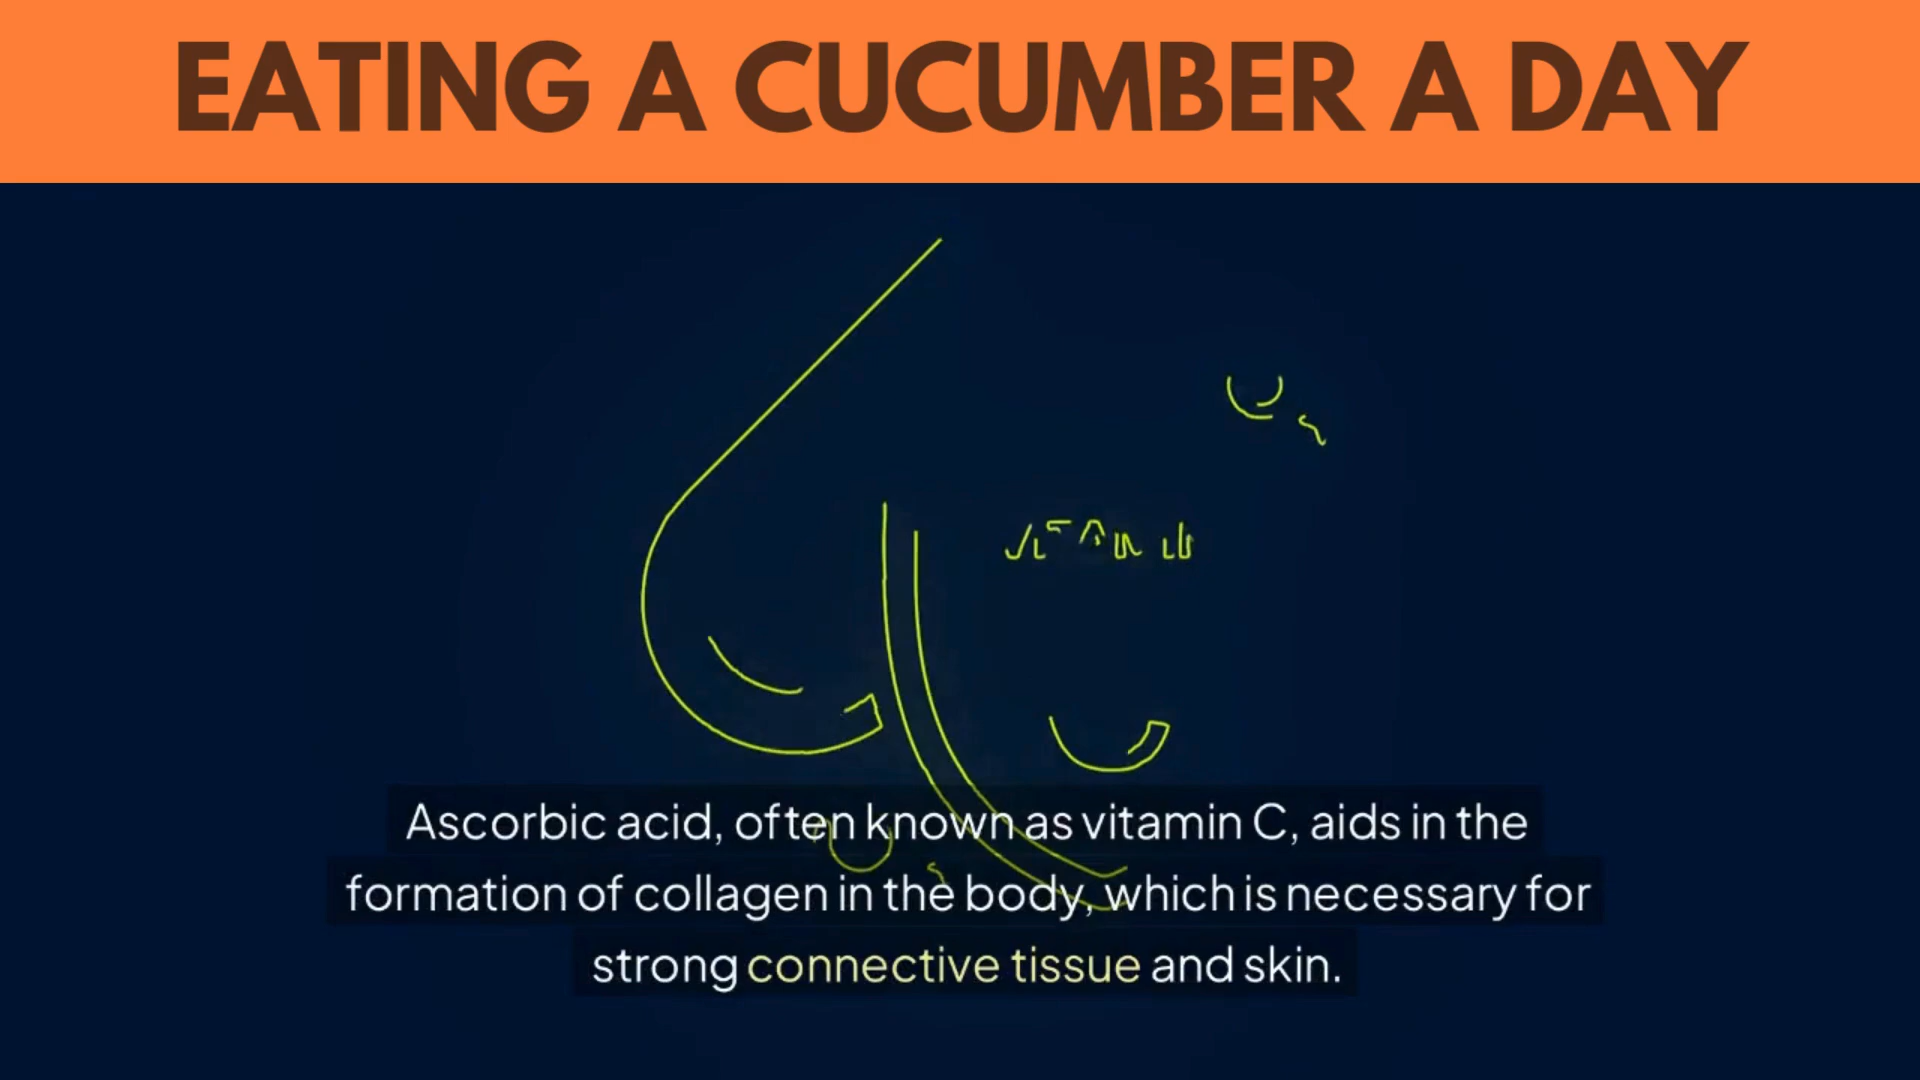 EATING A CUCUMBER A DAY
Ascorbic acid, often known as vitamin C, aids in the
formation of collagen in the body, which is necessary for
strong connective tissue and skin.